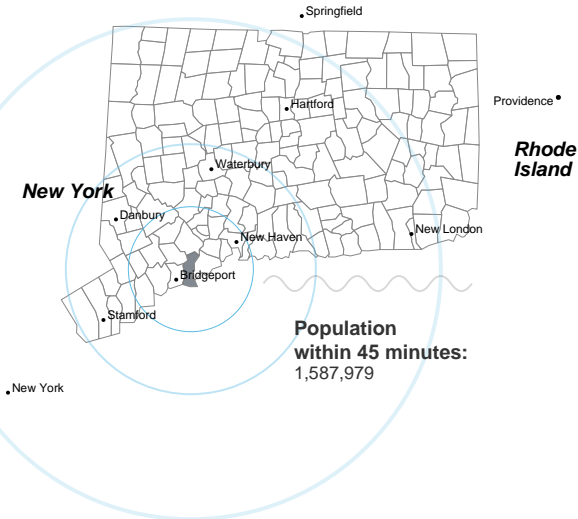 Springfield
Providence
Hartford
Rhode
Island
Waterbury
New York
Danbury
New London
New Haven
Bridgeport
Stamford
Population
within 45 minutes:
1,587,979
New York